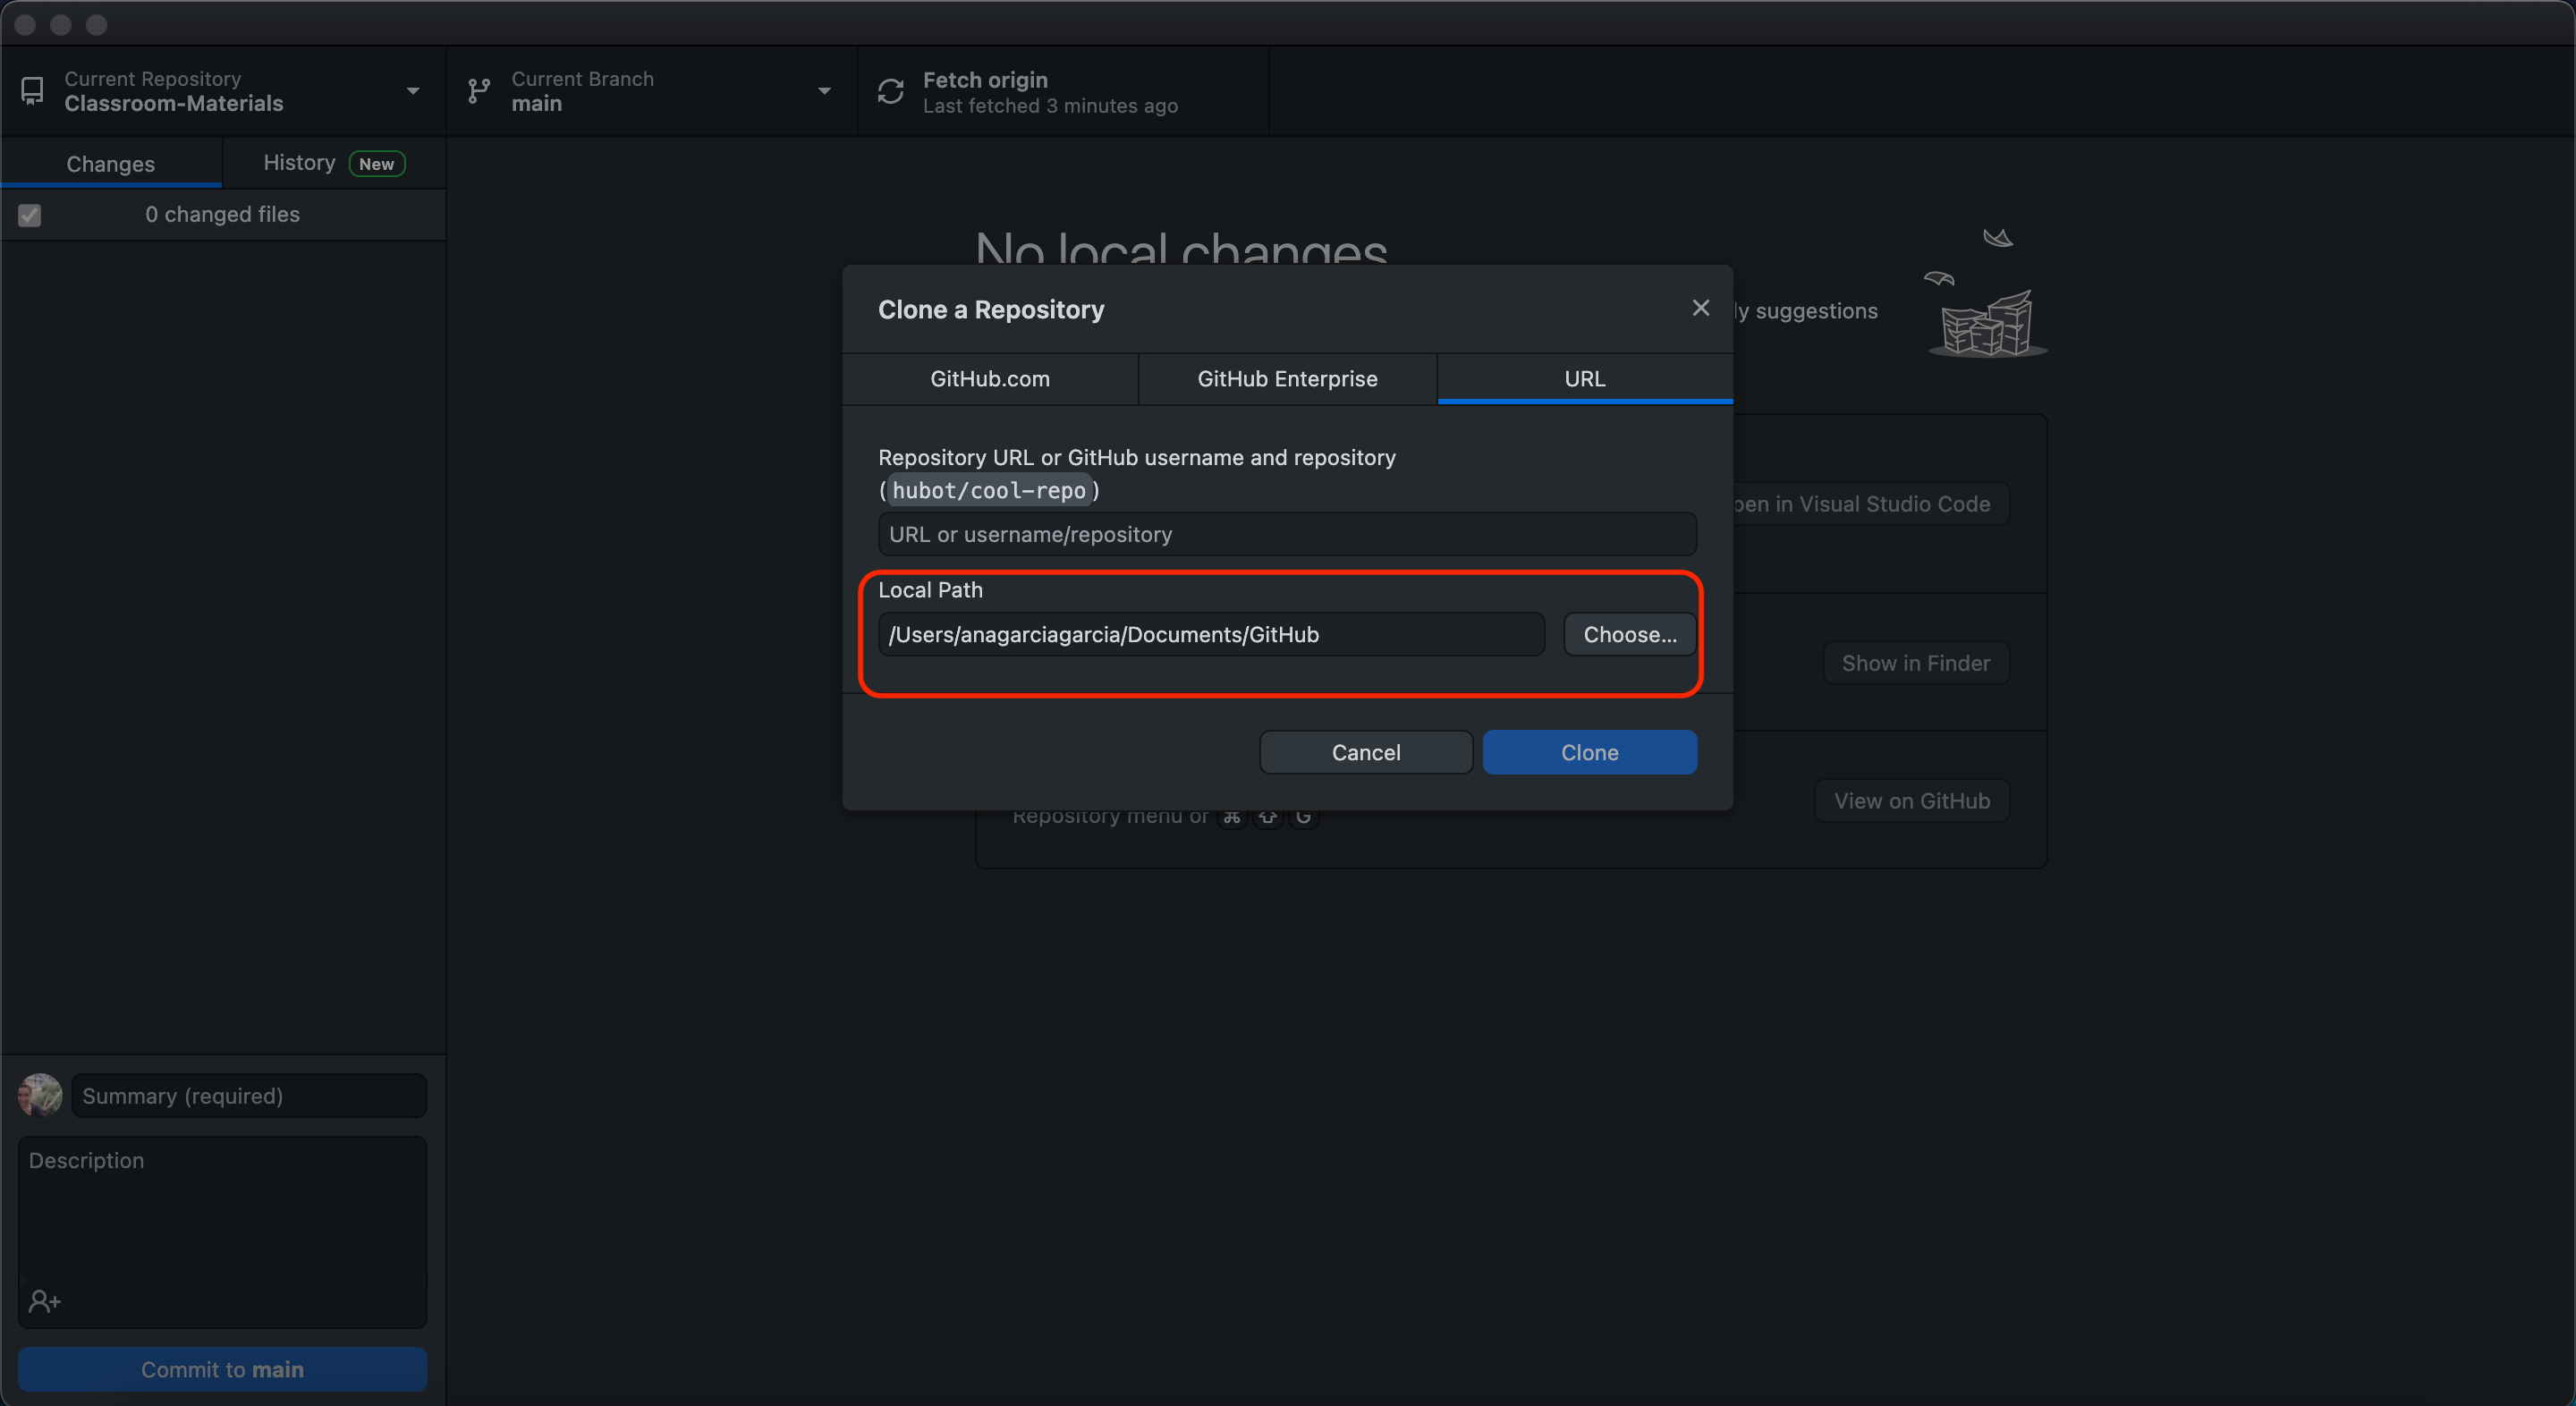 Current Repository
Classroom-Materials
Current Branch
main
Fetch origin
Last fetched 3 minutes ago
Changes
History New
0 changed files
No local changes
suggestions
Clone a Repository
GitHub.com
GitHub Enterprise
URL
Repository URL or GitHub username and repository
(hubot/cool-repo)
URL or username/repository
Local Path
/Users/anagarciagarcia/Documents/GitHub
Choose...
Cancel
Clone
in Visual Studio Code
Show in Finder
View on GitHub
Repository menu or ⌘ ⇧ G
Summary (required)
Description
Commit to main